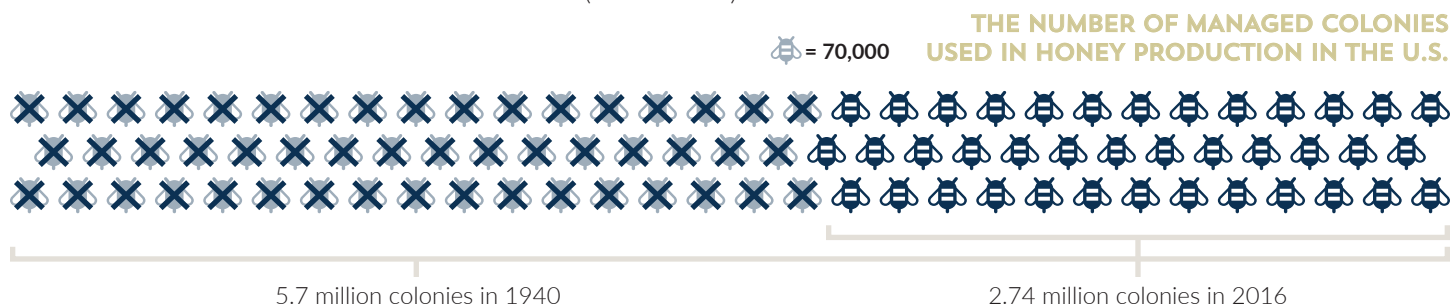 THE NUMBER OF MANAGED COLONIES
= 70,000
USED IN HONEY PRODUCTION IN THE U.S.
5.7 million colonies in 1940
2.74 million colonies in 2016